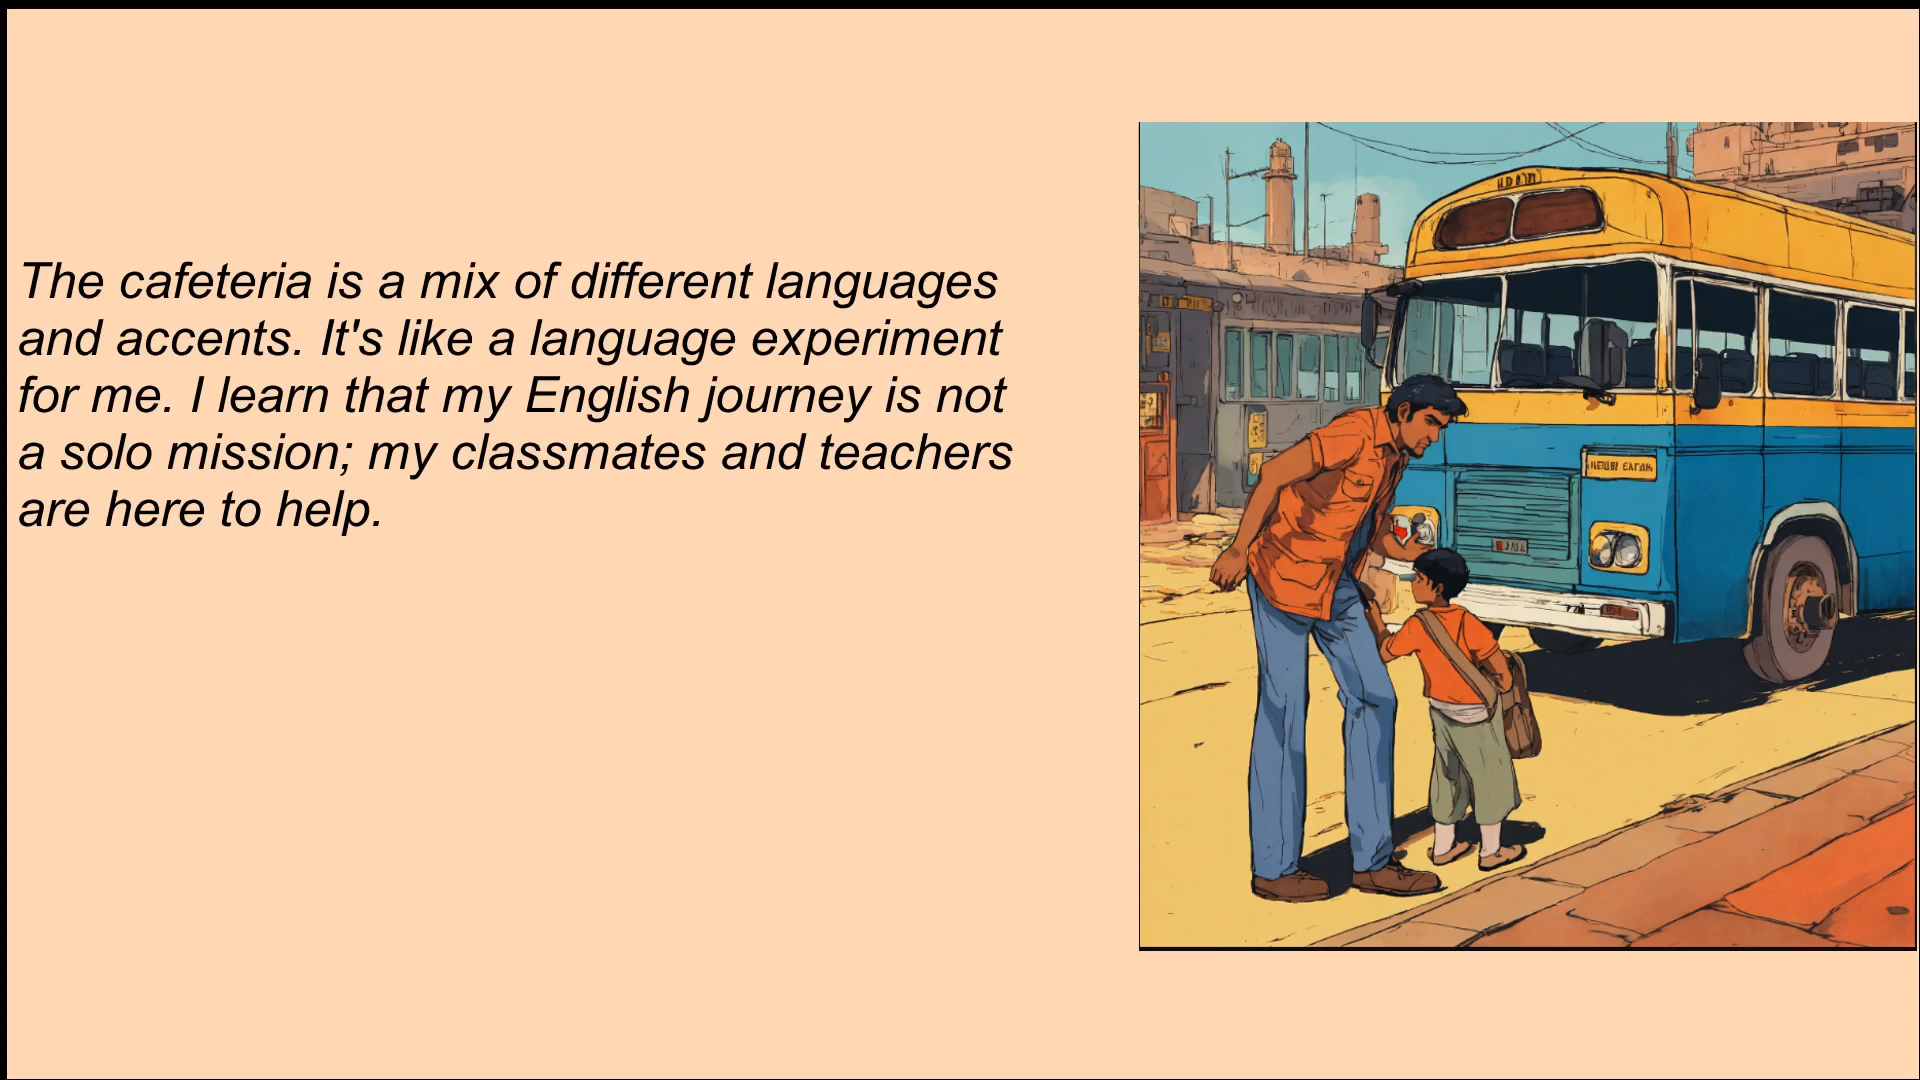 The cafeteria is a mix of different languages
and accents. It's like a language experiment
for me. I learn that my English journey is not
a solo mission; my classmates and teachers
are here to help.